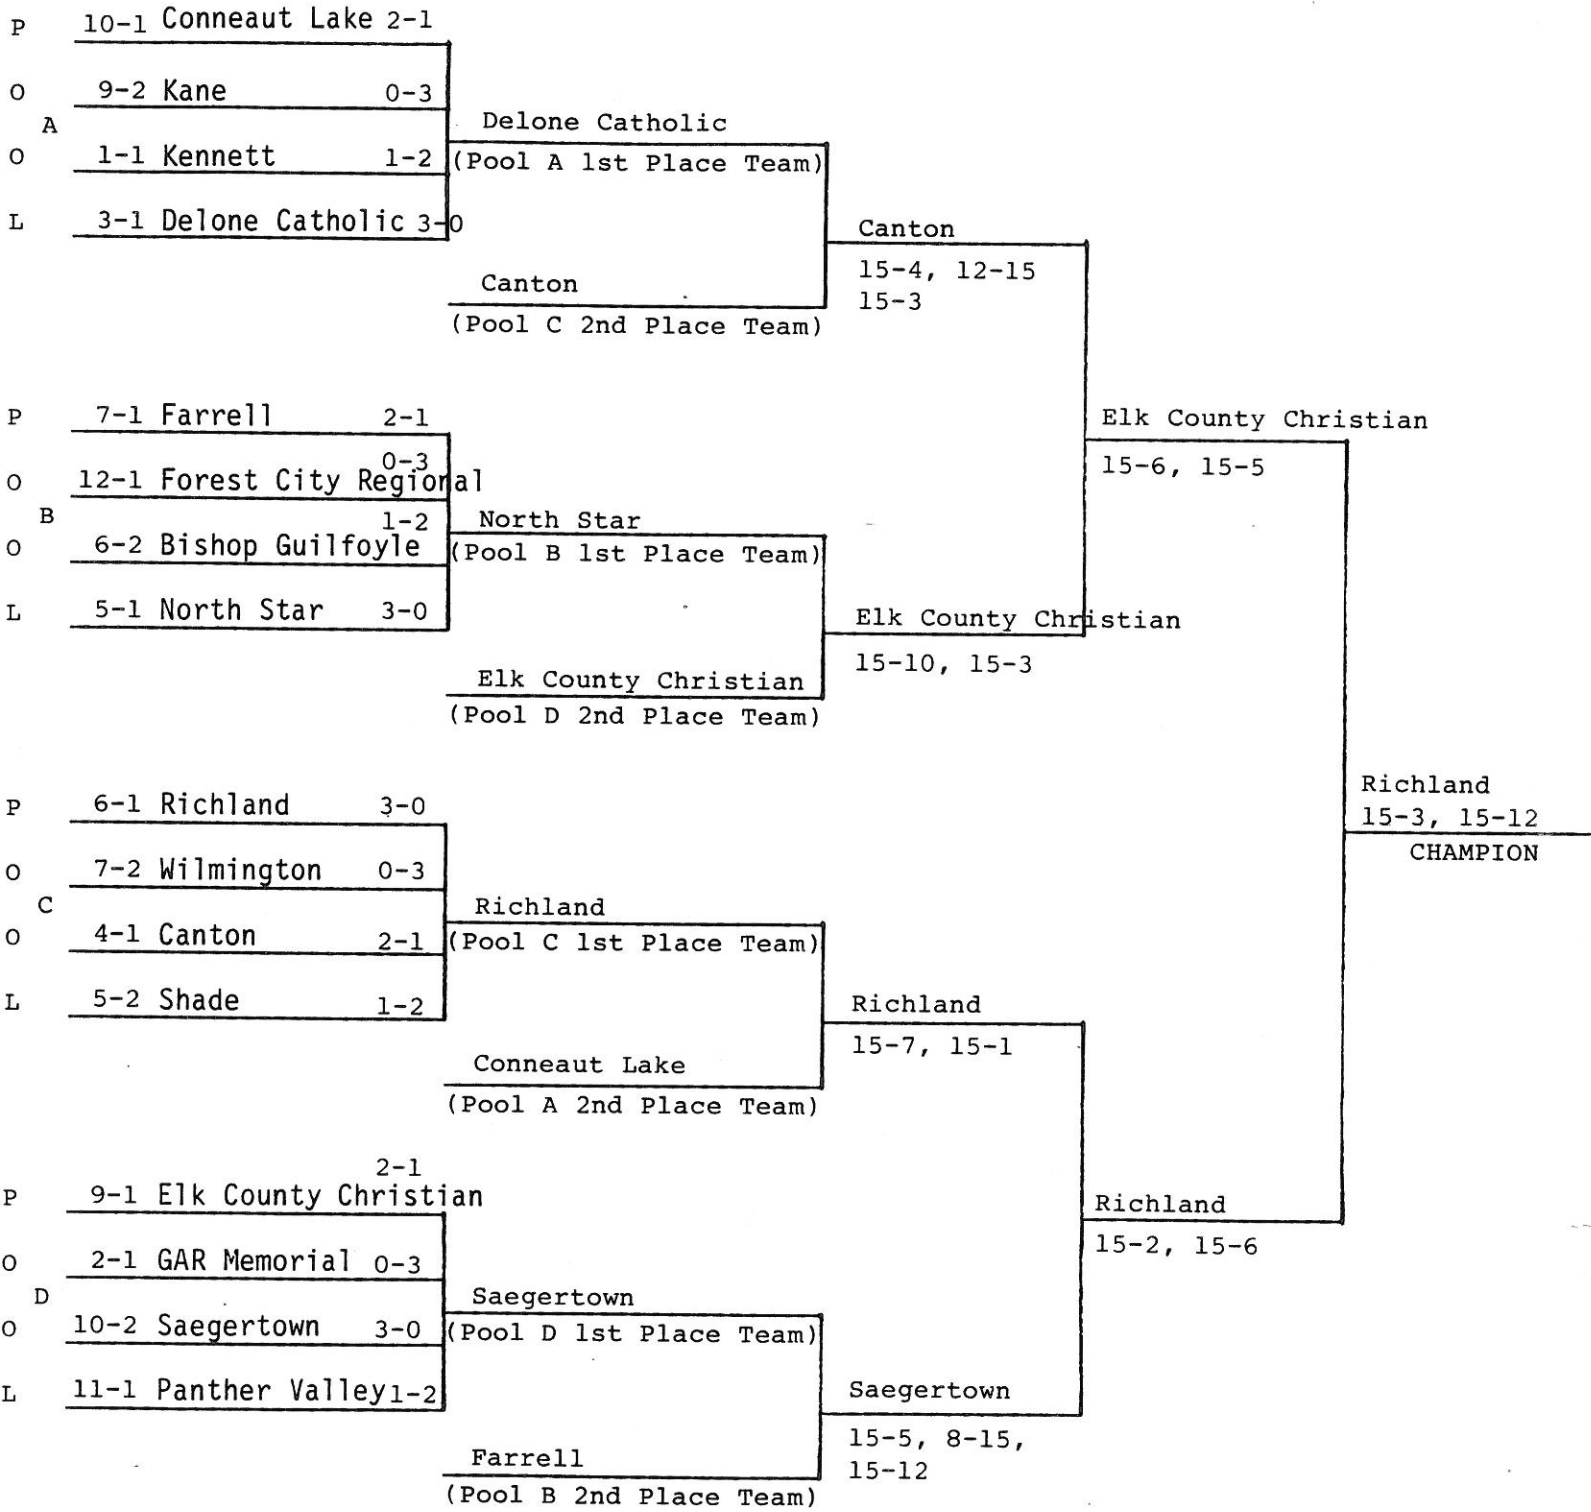 P 10-1 Conneaut Lake 2-1
O 9-2 Kane 0-3
A
O 1-1 Kennett 1-2
L 3-1 Delone Catholic 3-0
Delone Catholic
(Pool A 1st Place Team)
Canton
(Pool C 2nd Place Team)
Canton
15-4, 12-15
15-3
P 7-1 Farrell 2-1
0-3
O 12-1 Forest City Regional
B
1-2
O 6-2 Bishop Guilfoyle
L 5-1 North Star 3-0
North Star
(Pool B 1st Place Team)
Elk County Christian
(Pool D 2nd Place Team)
Elk County Christian
15-10, 15-3
Elk County Christian
15-6, 15-5
P 6-1 Richland 3-0
O 7-2 Wilmington 0-3
C
O 4-1 Canton 2-1
L 5-2 Shade 1-2
Richland
(Pool C 1st Place Team)
Conneaut Lake
(Pool A 2nd Place Team)
Richland
15-7, 15-1
2-1
P 9-1 Elk County Christian
O 2-1 GAR Memorial 0-3
D
O 10-2 Saegertown 3-0
L 11-1 Panther Valley 1-2
Saegertown
(Pool D 1st Place Team)
Farrell
(Pool B 2nd Place Team)
Saegertown
15-5, 8-15,
15-12
Richland
15-2, 15-6
Richland
15-3, 15-12
CHAMPION